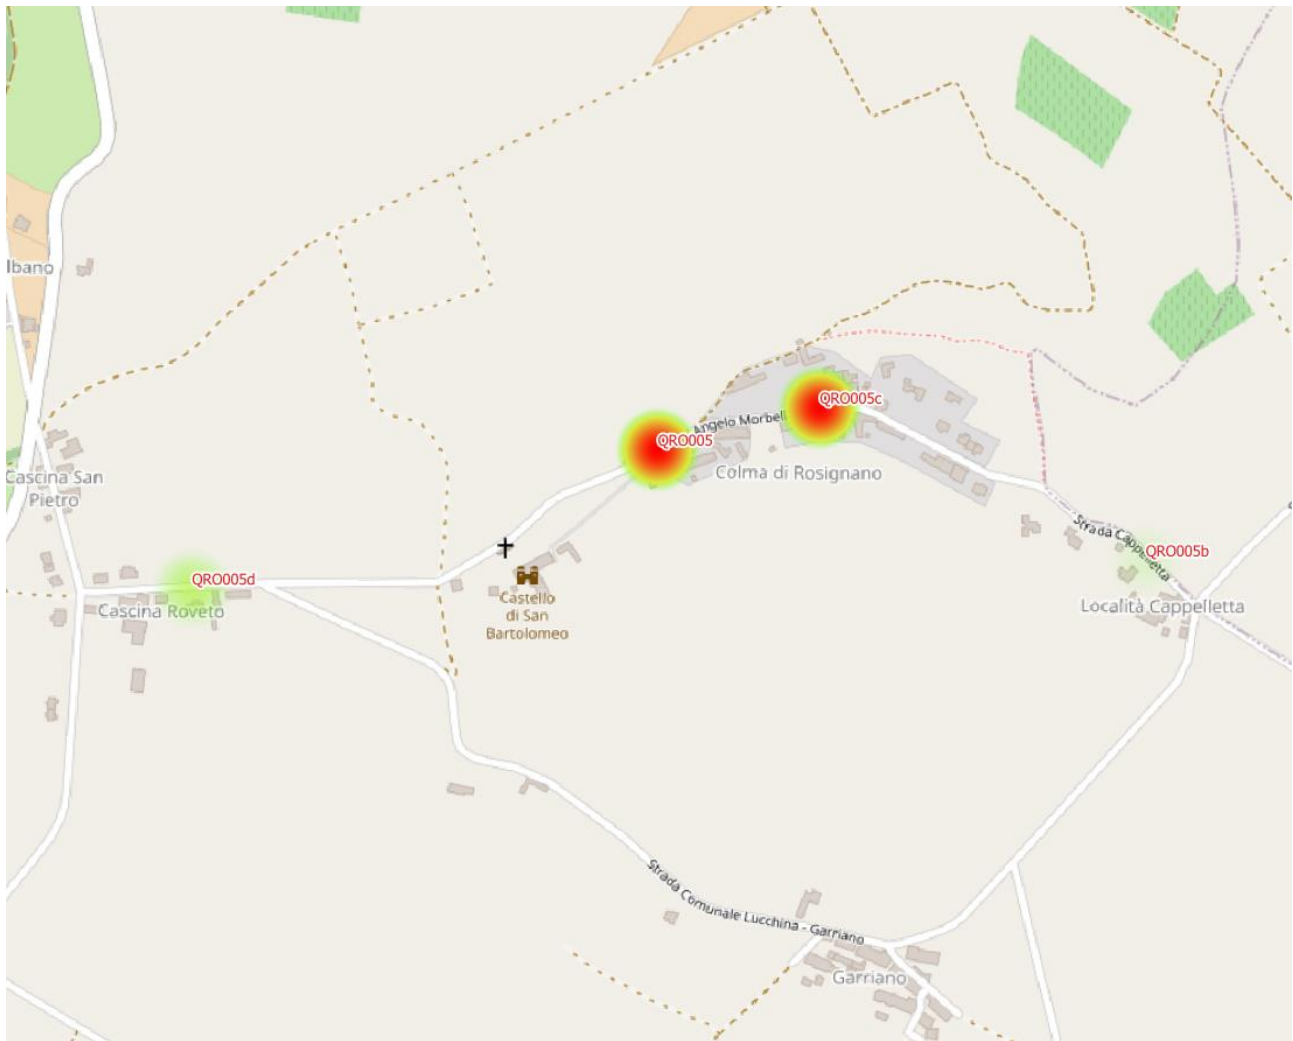 lbano
QRO005c
Angelo Morbell
QRO005
Colma di Rosignano
Cascina San
Pietro
Strada Cappelletta
QRO005b
QRO005d
Cascina Roveto
Castello
di San
Bartolomeo
Località Cappelletta
Strada Comunale Lucchina - Garriano
Garriano